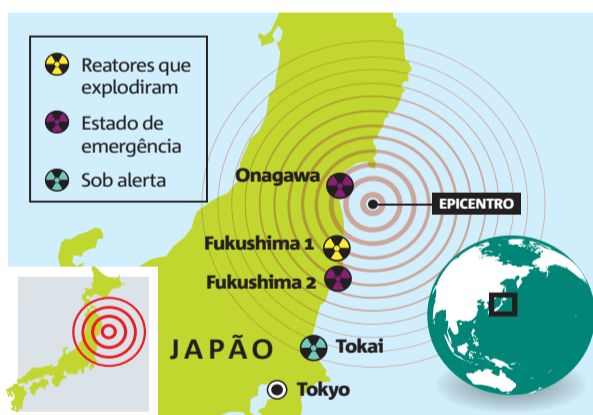 Reatores que
explodiram
Estado de
emergência
Sob alerta
Onagawa
EPICENTRO
Fukushima 1
Fukushima 2
JAPÃO
Tokai
Tokyo